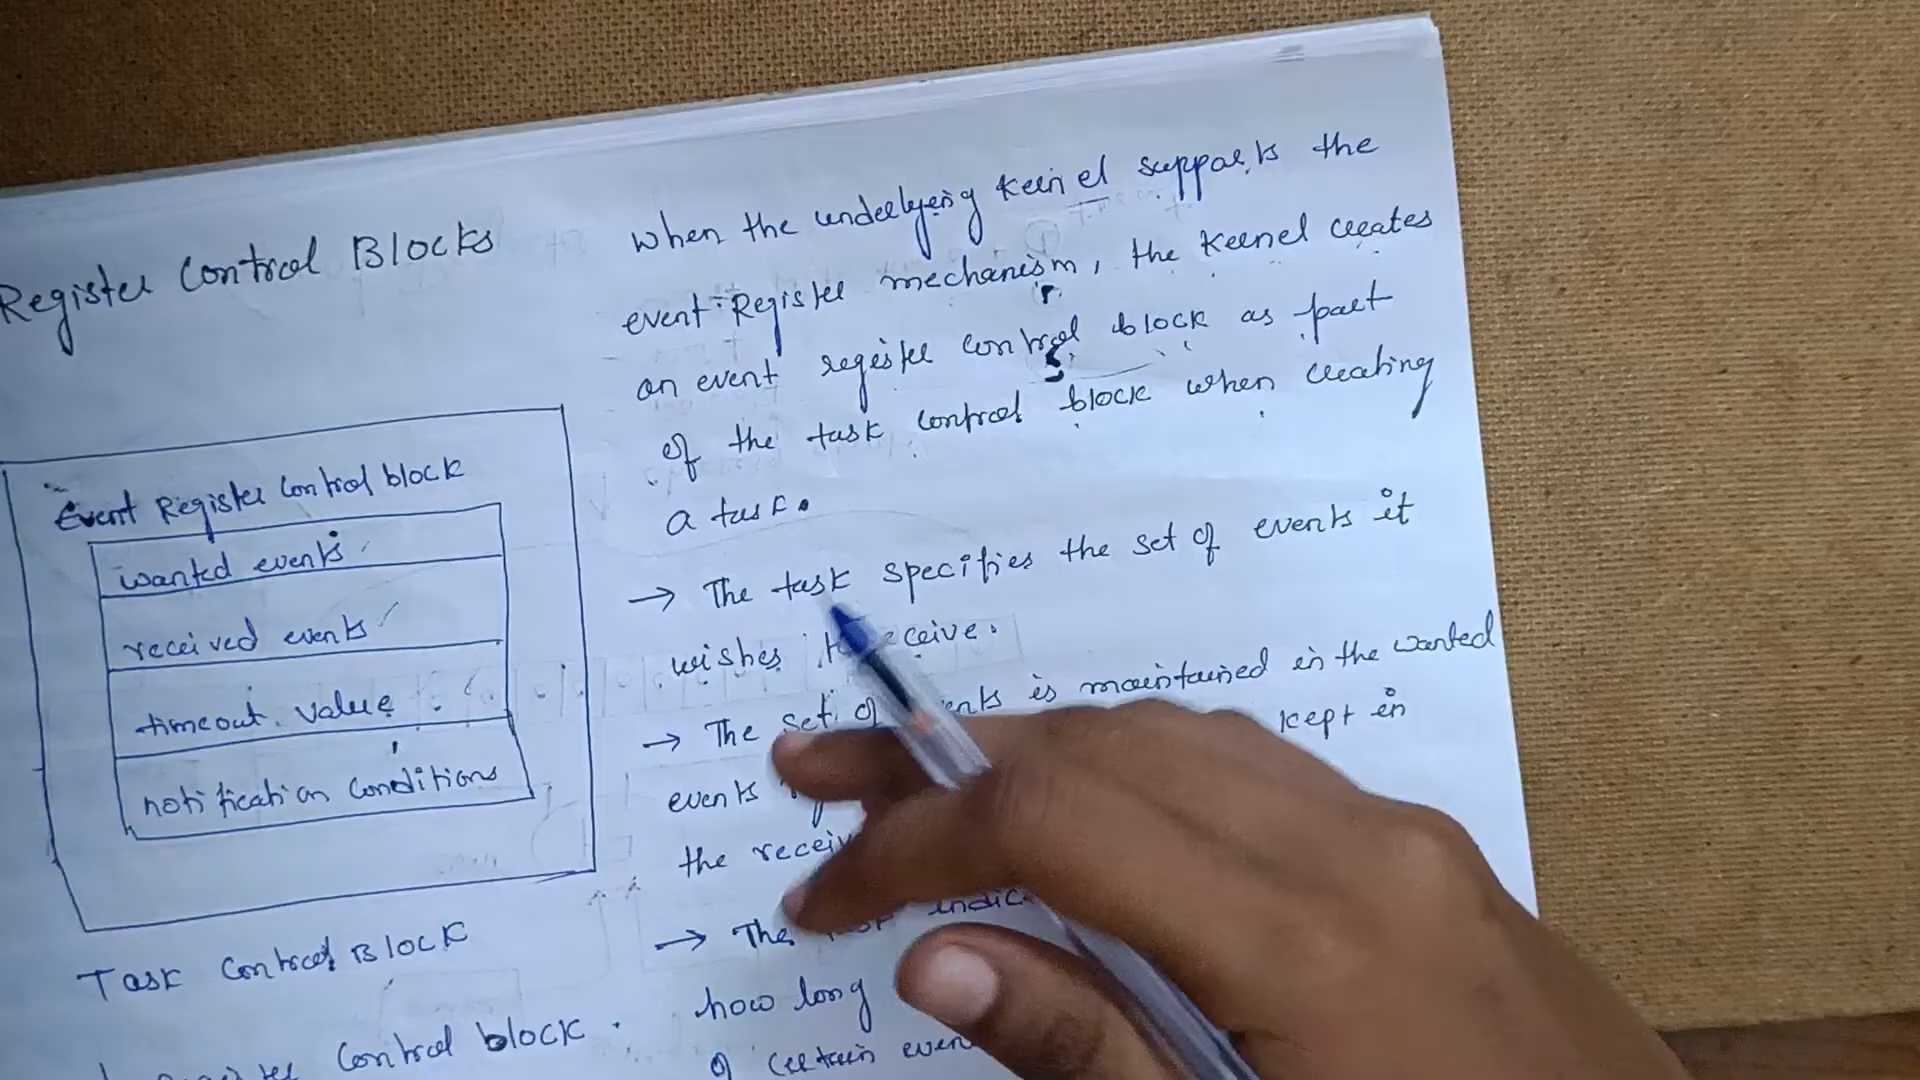 Register Control Blocks
Event Register Control block
wanted events
received events
timeout value
notification conditions
Task Control Block
Control block.
when the underlying kernel supports the
event Register mechanism, the kernel creates
an event register control block as part
of the task control block when creating
a task.
→ The task specifies the set of events it
wishes
→ The set of is maintained in the wanted
events kept in
the
→ The
how long
of certain